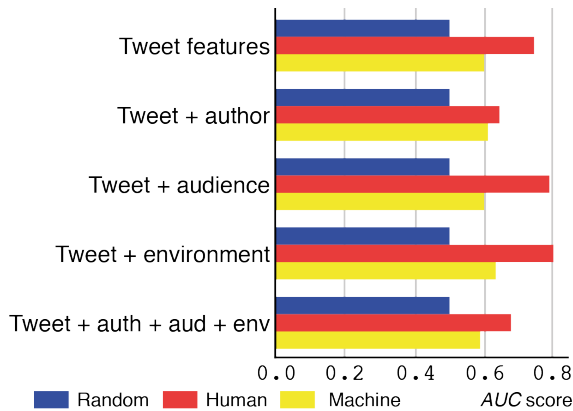 Tweet features
Tweet + author
Tweet + audience
Tweet + environment
Tweet + auth + aud + env
0.0 0.2 0.4 0.6 0.8
Random Human Machine AUC score